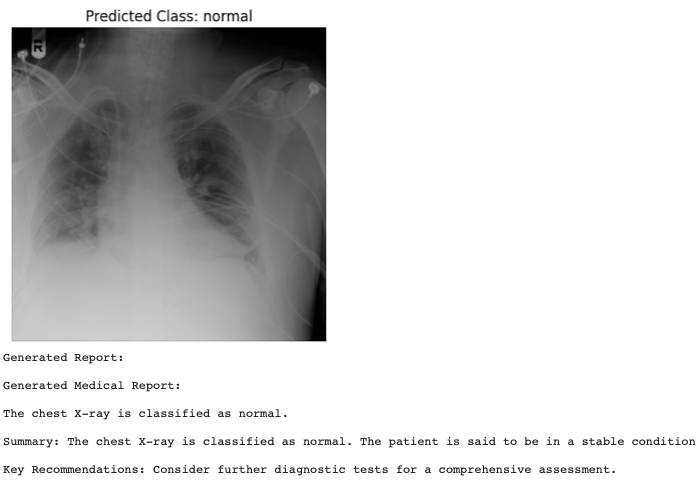 Predicted Class: normal
R
Generated Report:
Generated Medical Report:
The chest X-ray is classified as normal.
Summary: The chest X-ray is classified as normal. The patient is said to be in a stable condition
Key Recommendations: Consider further diagnostic tests for a comprehensive assessment.